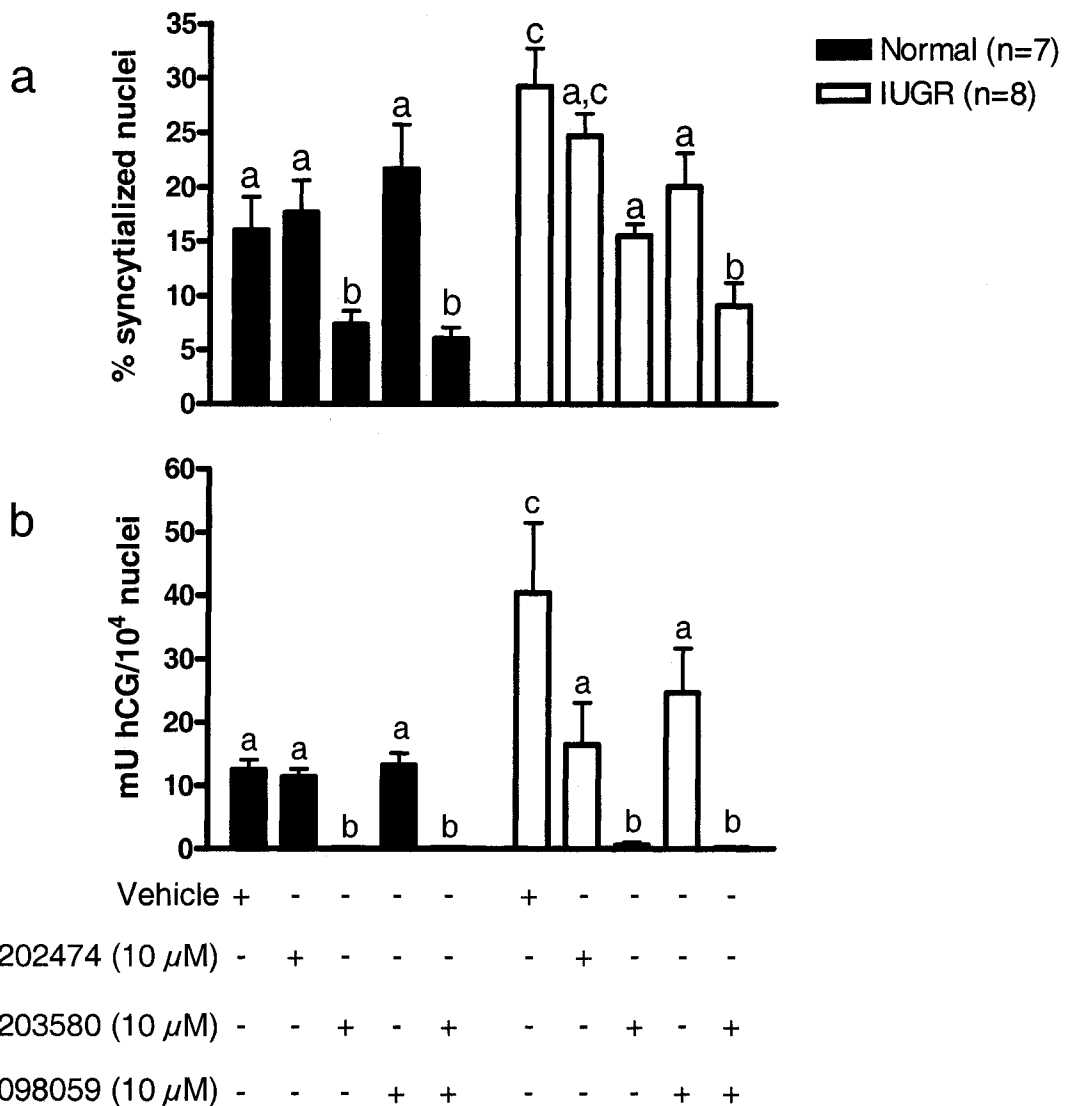 a
35
30
25
20
15
10
5
0
% syncytialized nuclei
a a b a b c a,c a a b
Normal (n=7)
IUGR (n=8)
b
60
50
40
30
20
10
0
mU hCG/10⁴ nuclei
a a b a b c a b a b
Vehicle + - - - - + - - - -
202474 (10 µM) - + - - - - + - - -
203580 (10 µM) - - + - + - - + - +
098059 (10 µM) - - - + + - - - + +